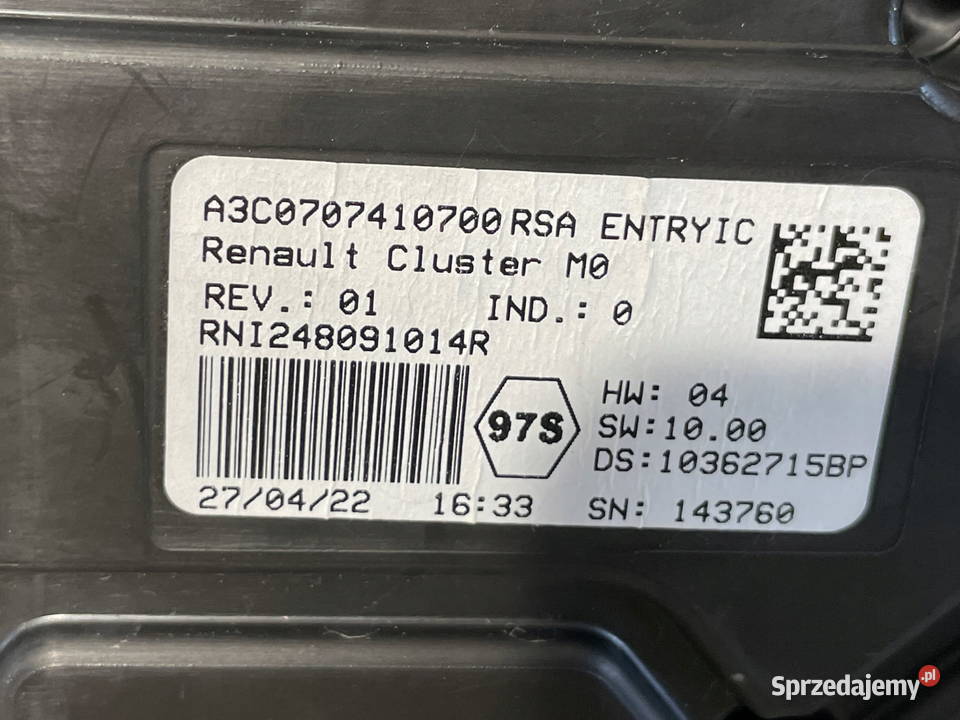 A3C0707410700 RSA ENTRYIC
Renault Cluster M0
REV.: 01 IND.: 0
RNI248091014R
97S
HW: 04
SW:10.00
DS:10362715BP
27/04/22 16:33 SN: 143760
Sprzedajemy.pl